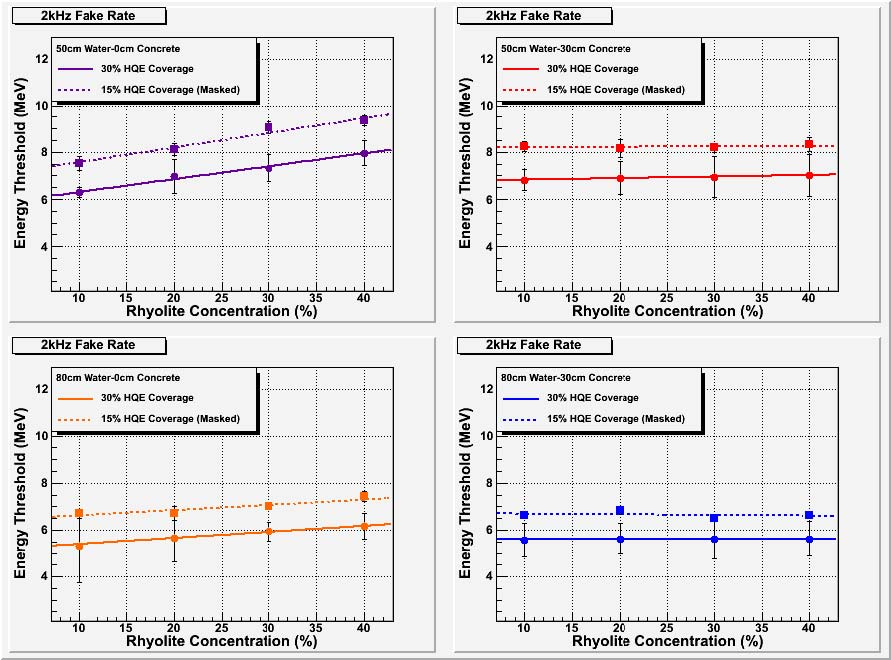 2kHz Fake Rate
50cm Water-0cm Concrete
30% HQE Coverage
15% HQE Coverage (Masked)
Energy Threshold (MeV)
12
10
8
6
4
10 15 20 25 30 35 40
Rhyolite Concentration (%)
2kHz Fake Rate
50cm Water-30cm Concrete
30% HQE Coverage
15% HQE Coverage (Masked)
Energy Threshold (MeV)
12
10
8
6
4
10 15 20 25 30 35 40
Rhyolite Concentration (%)
2kHz Fake Rate
80cm Water-0cm Concrete
30% HQE Coverage
15% HQE Coverage (Masked)
Energy Threshold (MeV)
12
10
8
6
4
10 15 20 25 30 35 40
Rhyolite Concentration (%)
2kHz Fake Rate
80cm Water-30cm Concrete
30% HQE Coverage
15% HQE Coverage (Masked)
Energy Threshold (MeV)
12
10
8
6
4
10 15 20 25 30 35 40
Rhyolite Concentration (%)